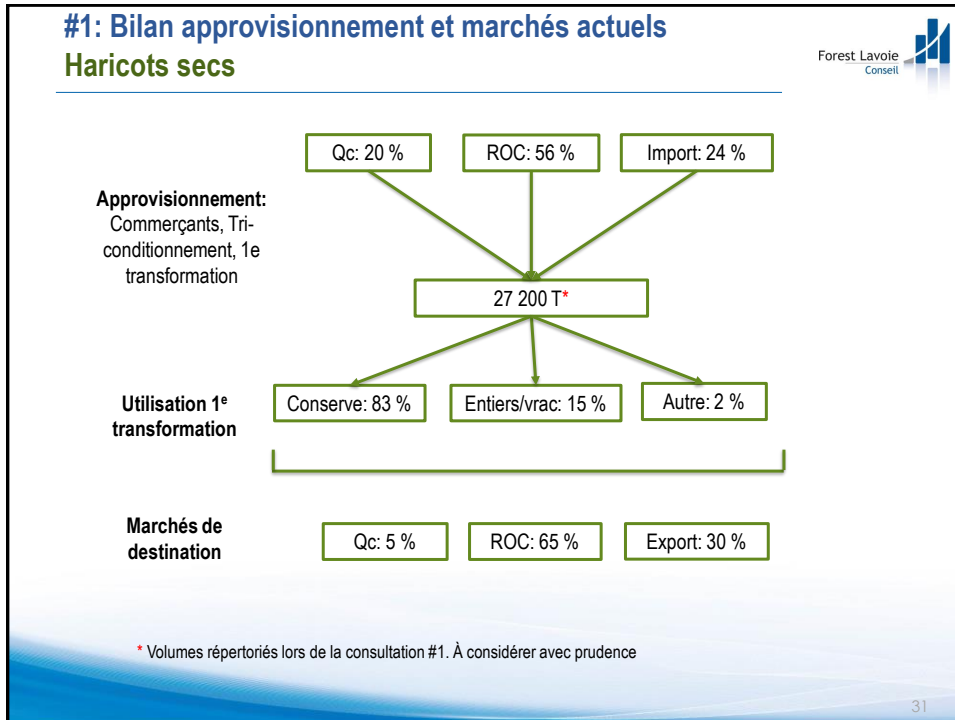 #1: Bilan approvisionnement et marchés actuels
Haricots secs
Forest Lavoie
Conseil
Qc: 20 %
ROC: 56 %
Import: 24 %
Approvisionnement:
Commerçants, Tri-
conditionnement, 1e
transformation
27 200 T*
Utilisation 1e
transformation
Conserve: 83 %
Entiers/vrac: 15 %
Autre: 2 %
Marchés de
destination
Qc: 5 %
ROC: 65 %
Export: 30 %
* Volumes répertoriés lors de la consultation #1. À considérer avec prudence
31